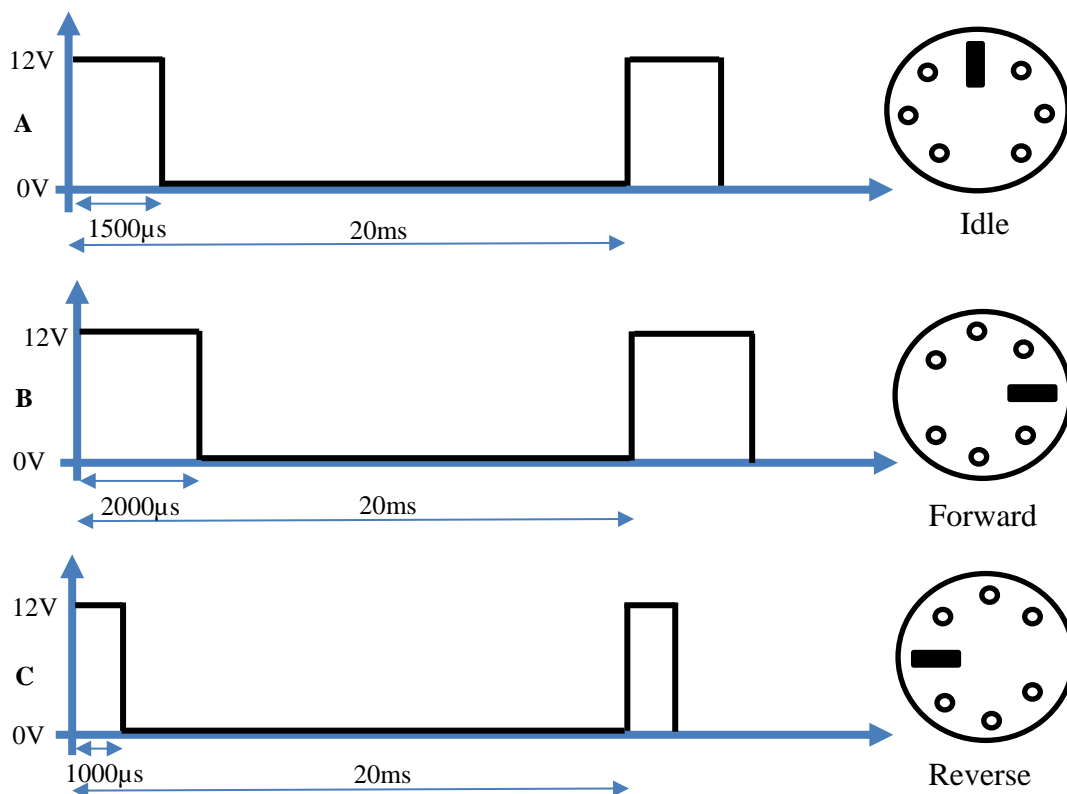 12V
A
0V
1500µs
20ms
Idle
12V
B
0V
2000µs
20ms
Forward
12V
C
0V
1000µs
20ms
Reverse